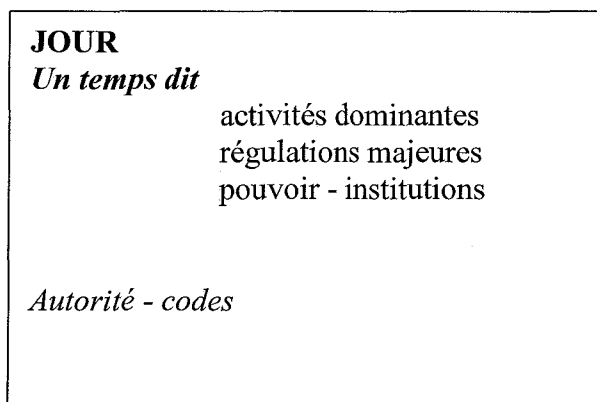 JOUR
Un temps dit
activités dominantes
régulations majeures
pouvoir - institutions
Autorité - codes